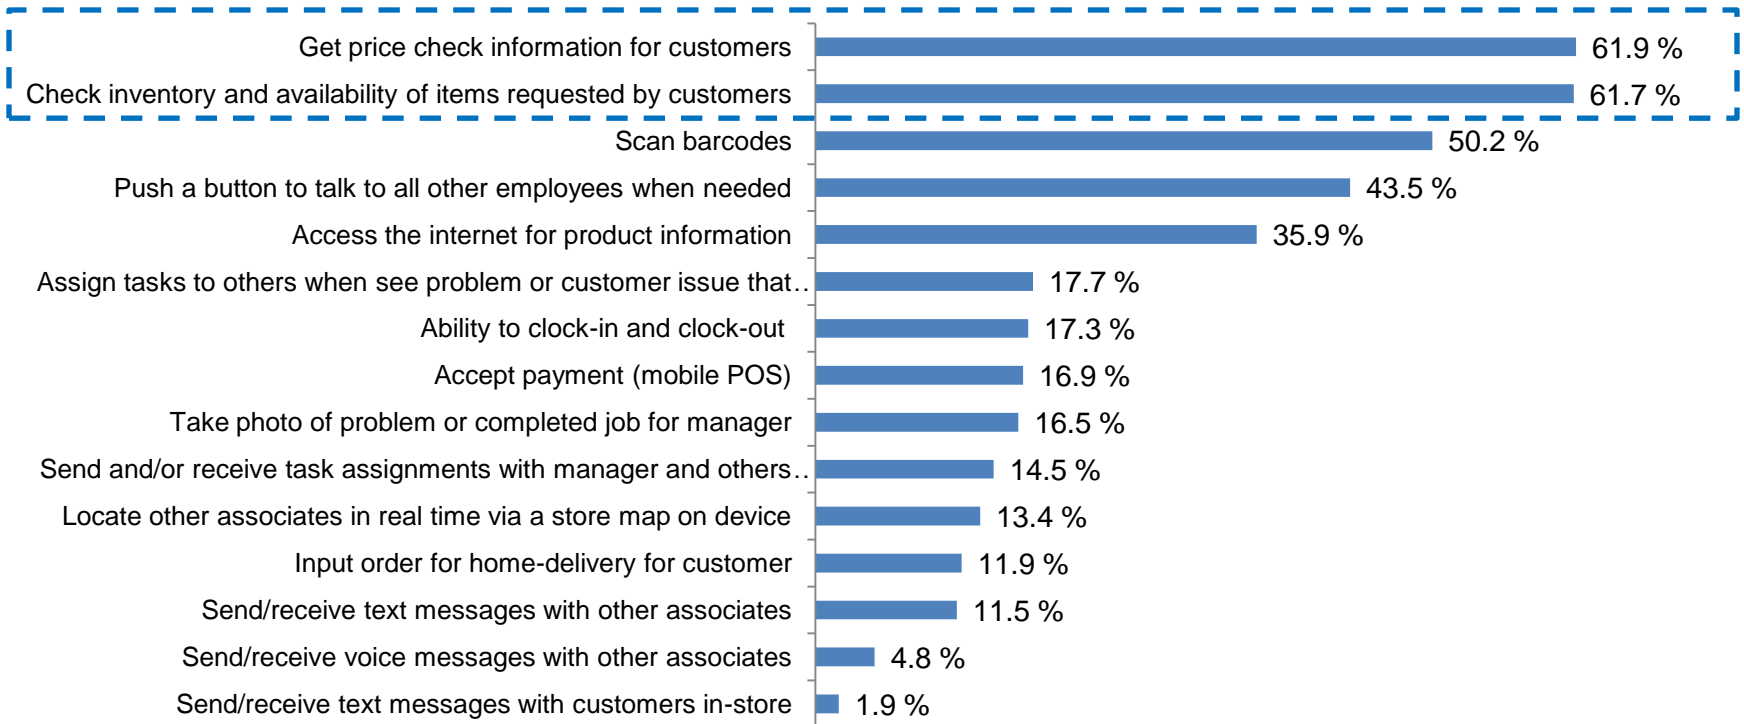 Get price check information for customers 61.9 %
Check inventory and availability of items requested by customers 61.7 %
Scan barcodes 50.2 %
Push a button to talk to all other employees when needed 43.5 %
Access the internet for product information 35.9 %
Assign tasks to others when see problem or customer issue that.. 17.7 %
Ability to clock-in and clock-out 17.3 %
Accept payment (mobile POS) 16.9 %
Take photo of problem or completed job for manager 16.5 %
Send and/or receive task assignments with manager and others.. 14.5 %
Locate other associates in real time via a store map on device 13.4 %
Input order for home-delivery for customer 11.9 %
Send/receive text messages with other associates 11.5 %
Send/receive voice messages with other associates 4.8 %
Send/receive text messages with customers in-store 1.9 %